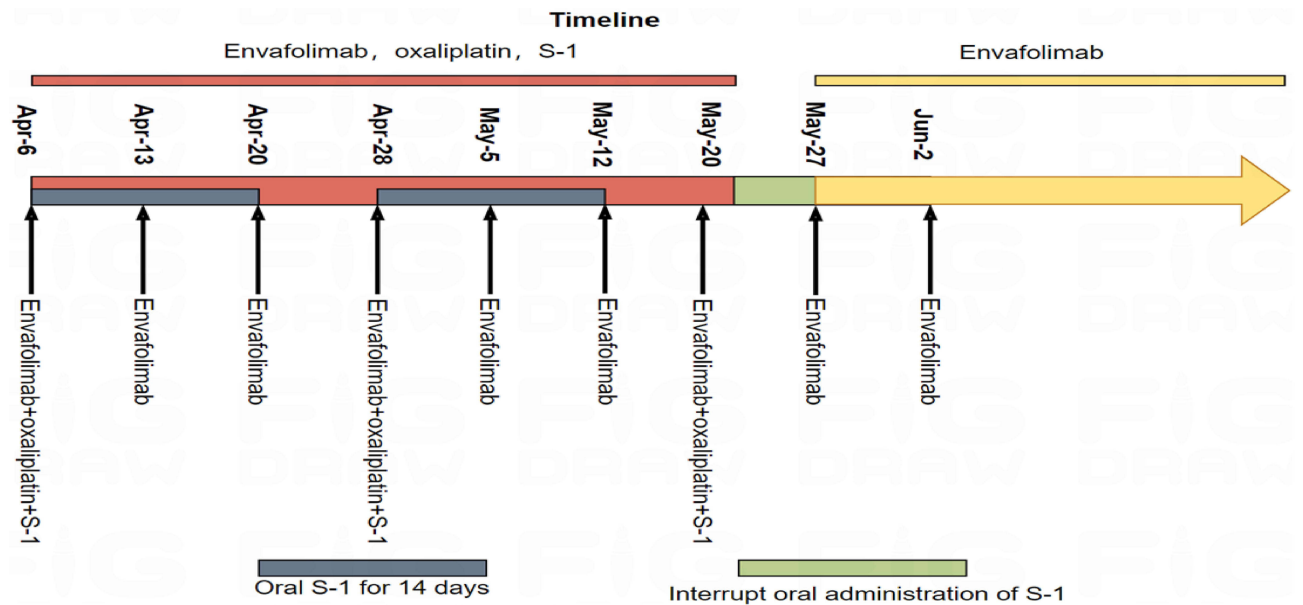 Timeline
Envafolimab, oxaliplatin, S-1
Envafolimab
Apr-6
Apr-13
Apr-20
Apr-28
May-5
May-12
May-20
May-27
Jun-2
Envafolimab+oxaliplatin+S-1
Envafolimab
Envafolimab
Envafolimab+oxaliplatin+S-1
Envafolimab
Envafolimab
Envafolimab+oxaliplatin+S-1
Envafolimab
Envafolimab
Oral S-1 for 14 days
Interrupt oral administration of S-1
FIG
DRAW